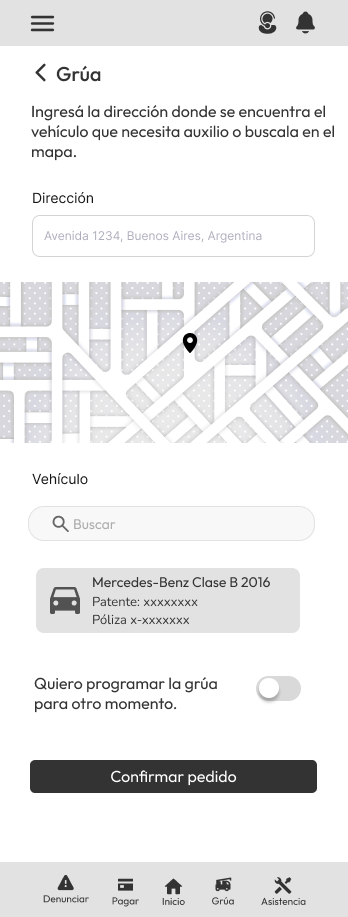 Grúa
Ingresá la dirección donde se encuentra el
vehículo que necesita auxilio o buscala en el
mapa.
Dirección
Avenida 1234, Buenos Aires, Argentina
Vehículo
Buscar
Mercedes-Benz Clase B 2016
Patente: xxxxxxxx
Póliza x-xxxxxxx
Quiero programar la grúa
para otro momento.
Confirmar pedido
Denunciar
Pagar
Inicio
Grúa
Asistencia